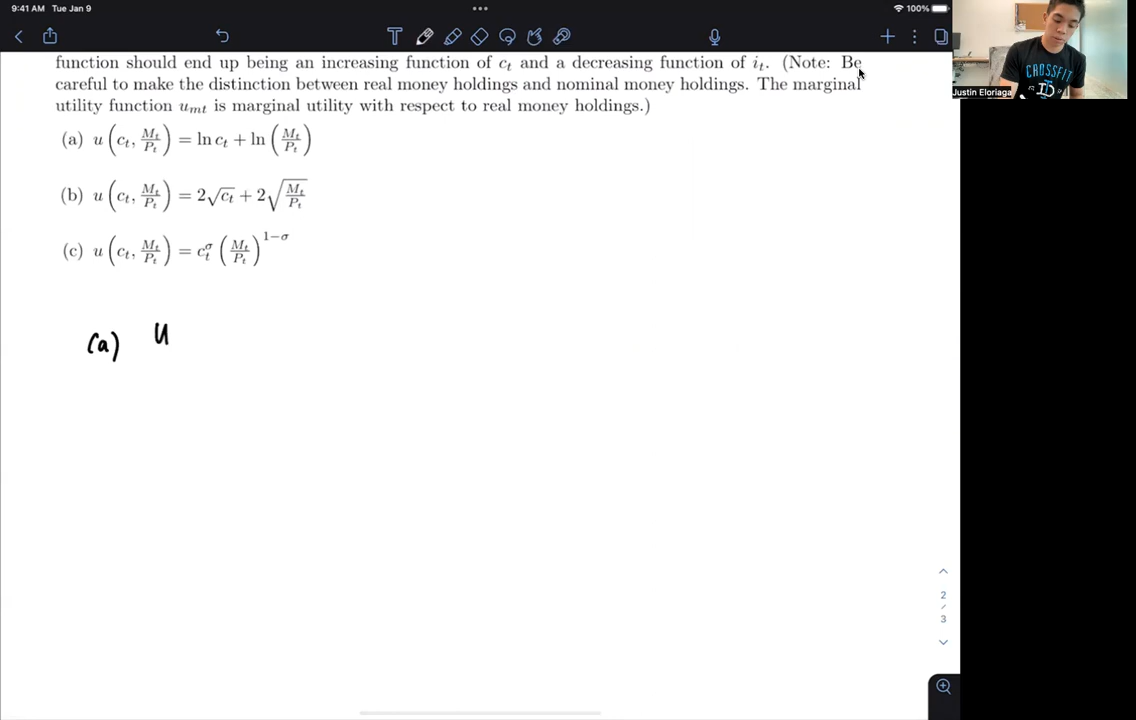 9:41 AM Tue Jan 9
100%
function should end up being an increasing function of c_t and a decreasing function of i_t. (Note: Be
careful to make the distinction between real money holdings and nominal money holdings. The marginal
utility function u_{mt} is marginal utility with respect to real money holdings.)
(a) u(c_t, M_t/P_t) = ln c_t + ln(M_t/P_t)
(b) u(c_t, M_t/P_t) = 2√c_t + 2√(M_t/P_t)
(c) u(c_t, M_t/P_t) = c_t^σ (M_t/P_t)^{1−σ}
(a) u
2
/
3
CROSSFIT
Justin Eloriaga